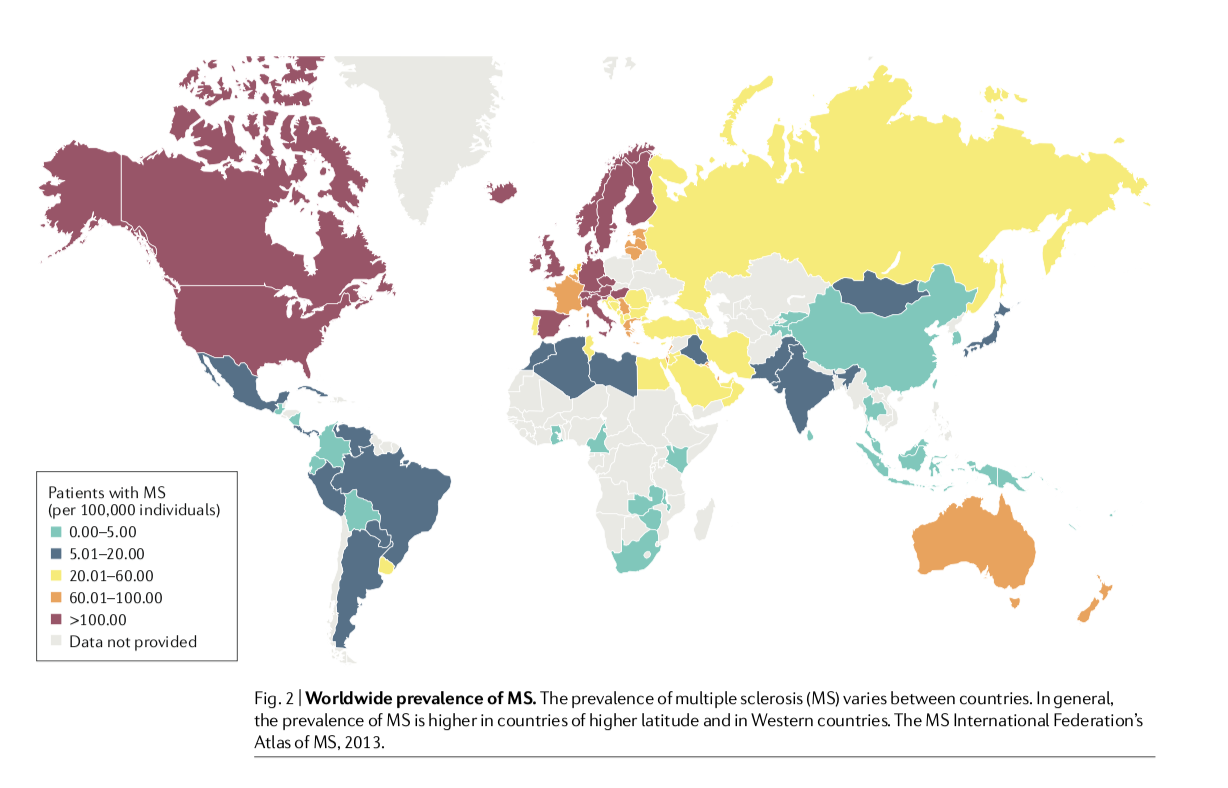 Patients with MS
(per 100,000 individuals)
0.00–5.00
5.01–20.00
20.01–60.00
60.01–100.00
>100.00
Data not provided
Fig. 2 | Worldwide prevalence of MS. The prevalence of multiple sclerosis (MS) varies between countries. In general,
the prevalence of MS is higher in countries of higher latitude and in Western countries. The MS International Federation’s
Atlas of MS, 2013.